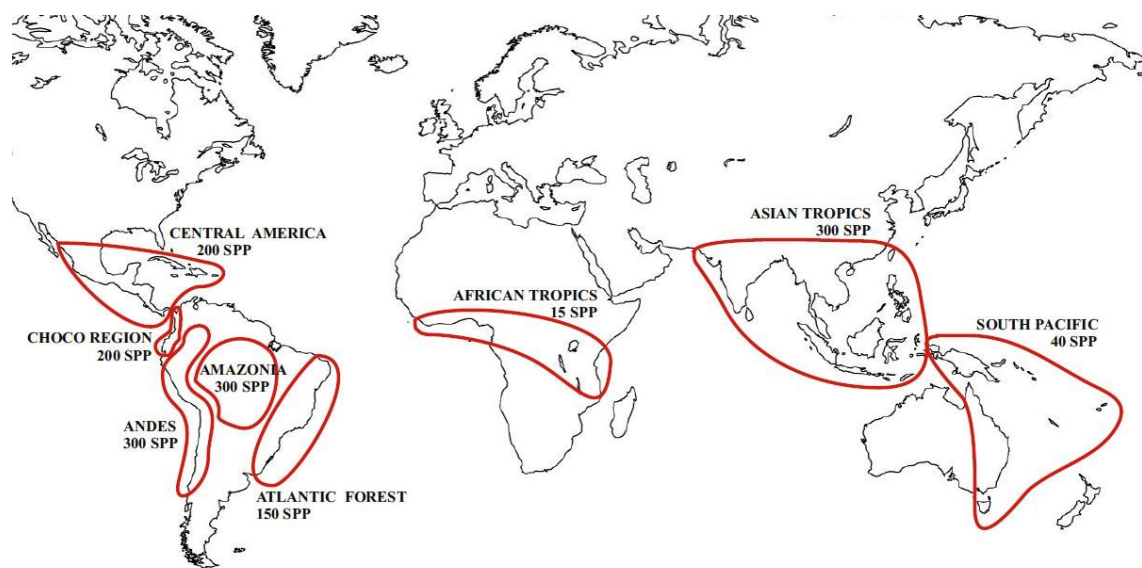 CENTRAL AMERICA
200 SPP
CHOCO REGION
200 SPP
AMAZONIA
300 SPP
ANDES
300 SPP
ATLANTIC FOREST
150 SPP
AFRICAN TROPICS
15 SPP
ASIAN TROPICS
300 SPP
SOUTH PACIFIC
40 SPP